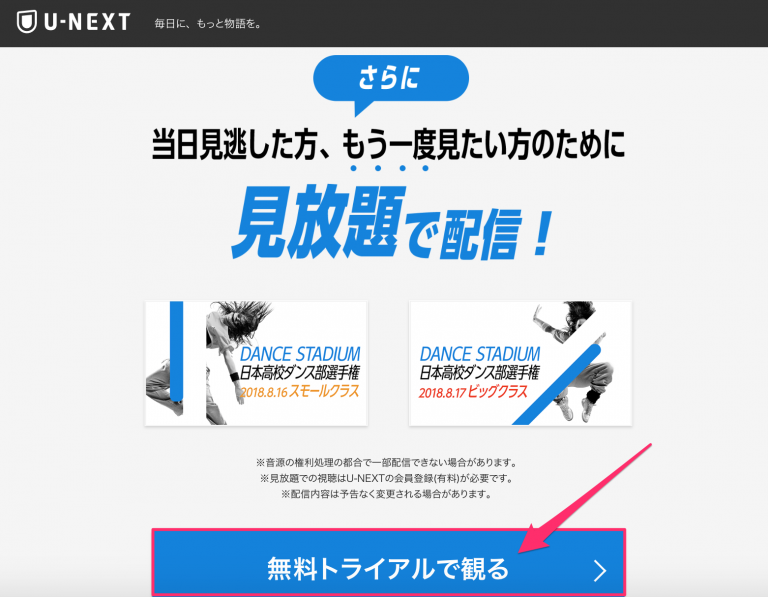 U-NEXT 毎日に、もっと物語を。
さらに
当日見逃した方、もう一度見たい方のために
見放題で配信！
DANCE STADIUM
日本高校ダンス部選手権
2018.8.16 スモールクラス
DANCE STADIUM
日本高校ダンス部選手権
2018.8.17 ビッグクラス
※音源の権利処理の都合で一部配信できない場合があります。
※見放題での視聴はU-NEXTの会員登録(有料)が必要です。
※配信内容は予告なく変更される場合があります。
無料トライアルで観る